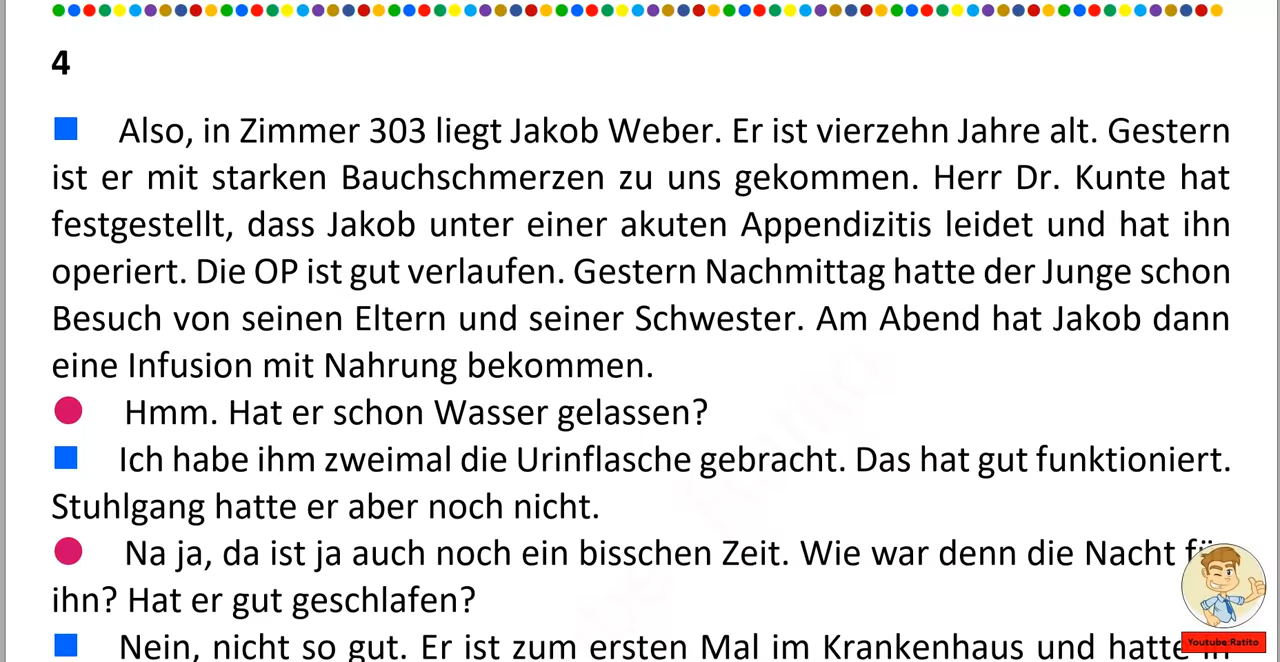 4
Also, in Zimmer 303 liegt Jakob Weber. Er ist vierzehn Jahre alt. Gestern
ist er mit starken Bauchschmerzen zu uns gekommen. Herr Dr. Kunte hat
festgestellt, dass Jakob unter einer akuten Appendizitis leidet und hat ihn
operiert. Die OP ist gut verlaufen. Gestern Nachmittag hatte der Junge schon
Besuch von seinen Eltern und seiner Schwester. Am Abend hat Jakob dann
eine Infusion mit Nahrung bekommen.
Hmm. Hat er schon Wasser gelassen?
Ich habe ihm zweimal die Urinflasche gebracht. Das hat gut funktioniert.
Stuhlgang hatte er aber noch nicht.
Na ja, da ist ja auch noch ein bisschen Zeit. Wie war denn die Nacht für
ihn? Hat er gut geschlafen?
Nein, nicht so gut. Er ist zum ersten Mal im Krankenhaus und hatte in
Youtube:Ratito